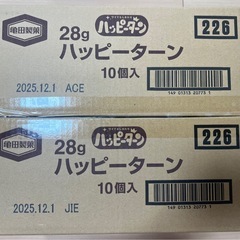 亀田製菓
28g
ハッピーターン
226
ハッピーターン
10個入
2025.12.1 ACE
亀田製菓
28g
ハッピーターン
226
ハッピーターン
10個入
2025.12.1 JIE